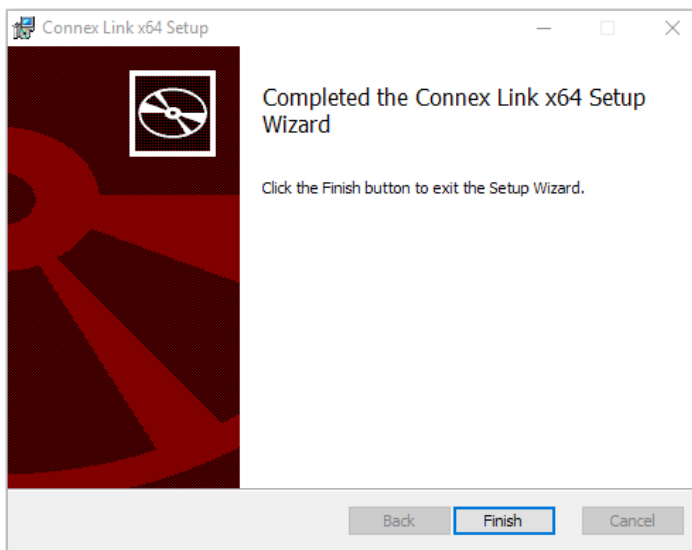 Connex Link x64 Setup
Completed the Connex Link x64 Setup
Wizard
Click the Finish button to exit the Setup Wizard.
Back
Finish
Cancel